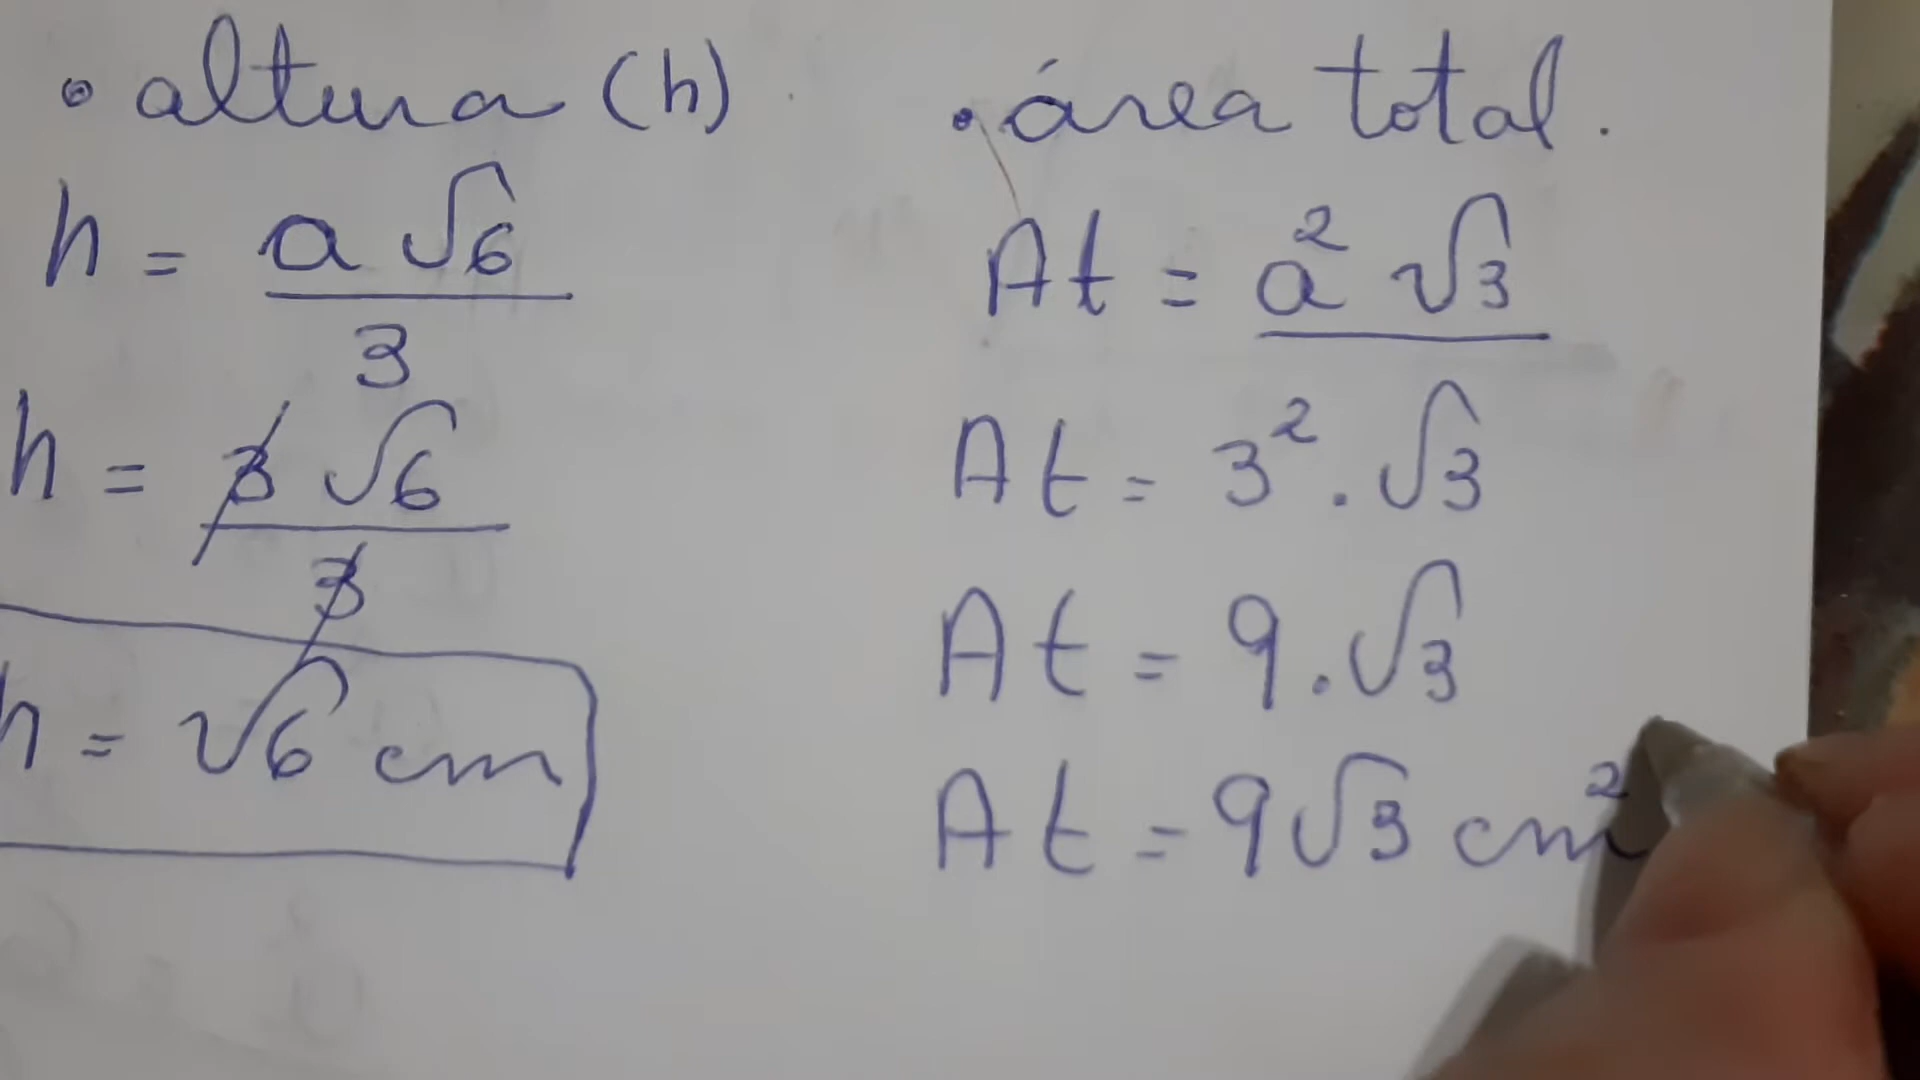 • altura (h)
h = a√6
3
h = 3√6
3
h = √6 cm
• área total.
At = a² √3
At = 3² . √3
At = 9 . √3
At = 9√3 cm²